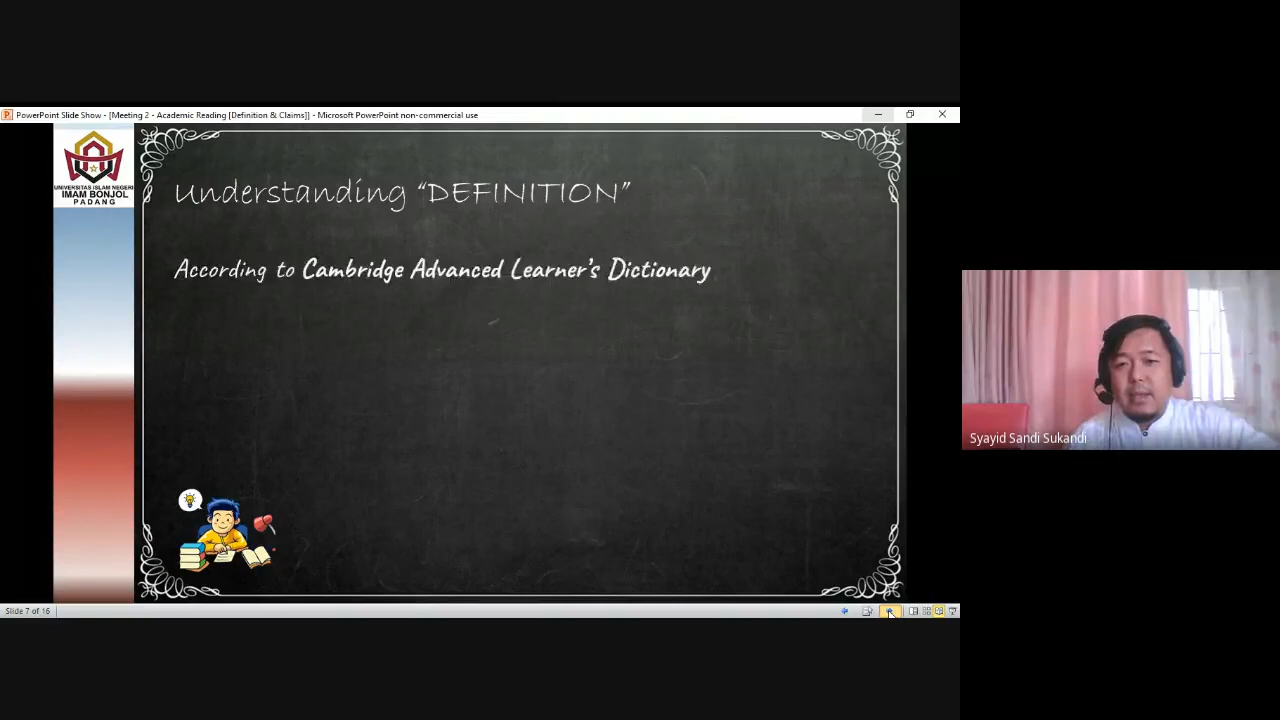 PowerPoint Slide Show - [Meeting 2 - Academic Reading [Definition & Claims]] - Microsoft PowerPoint non-commercial use
UNIVERSITAS ISLAM NEGERI
IMAM BONJOL
PADANG
Understanding “DEFINITION”
According to Cambridge Advanced Learner’s Dictionary
Syayid Sandi Sukandi
Slide 7 of 16